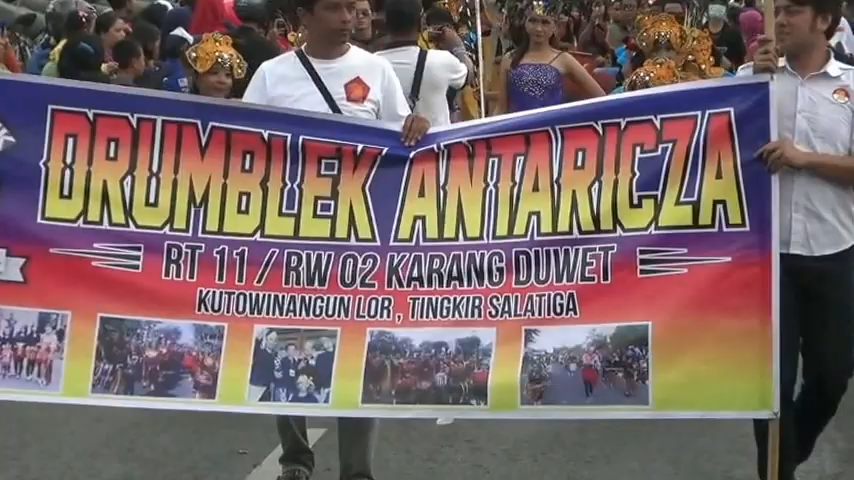 DRUMBLEK ANTARICZA
RT 11 / RW 02 KARANG DUWET
KUTOWINANGUN LOR, TINGKIR SALATIGA